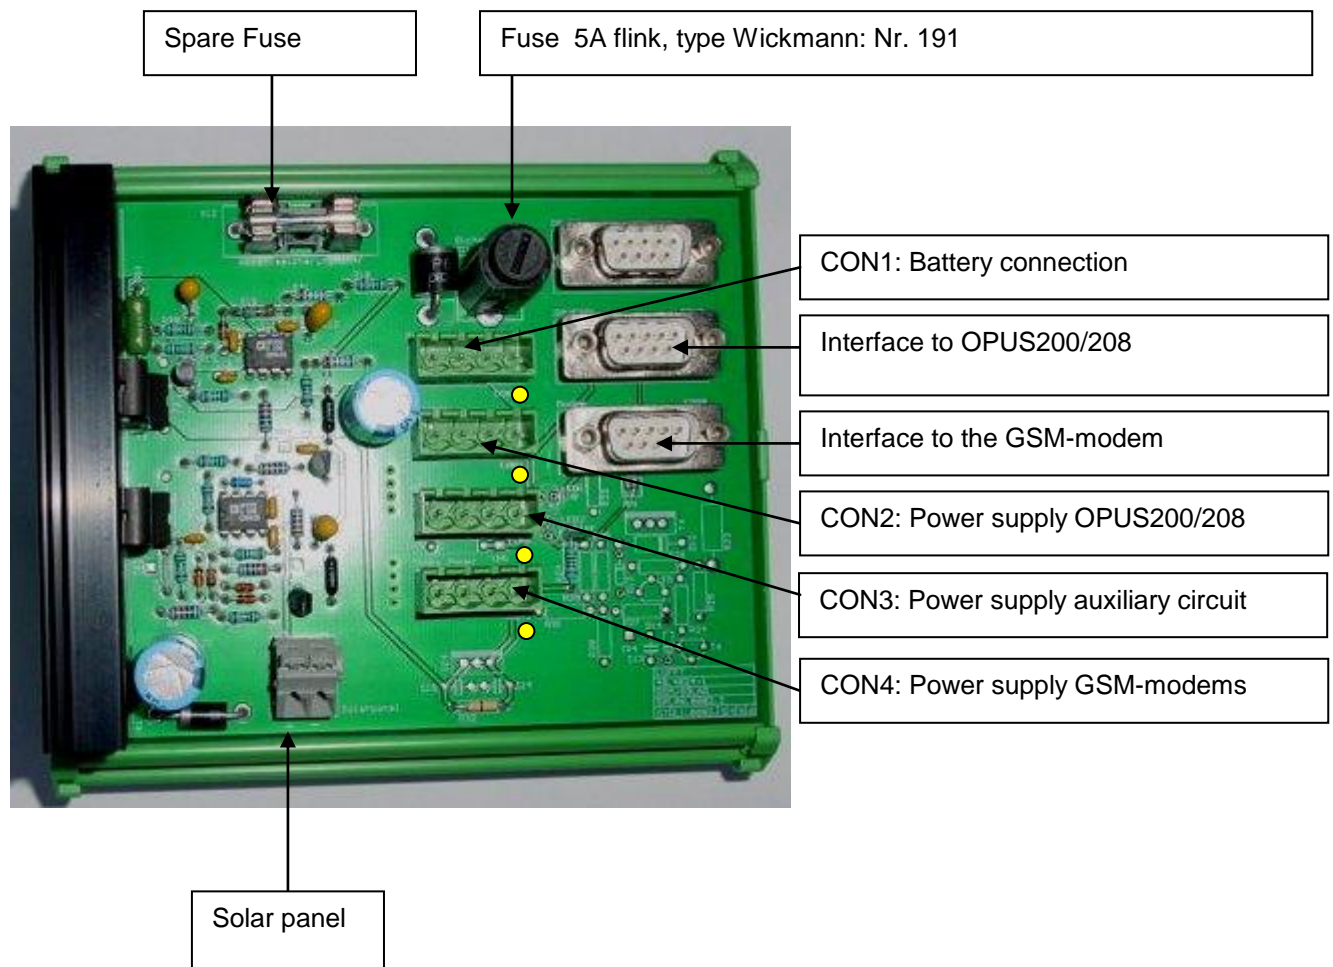 Spare Fuse
Fuse  5A flink, type Wickmann: Nr. 191
CON1: Battery connection
Interface to OPUS200/208
Interface to the GSM-modem
CON2: Power supply OPUS200/208
CON3: Power supply auxiliary circuit
CON4: Power supply GSM-modems
Solarpanel
Solar panel